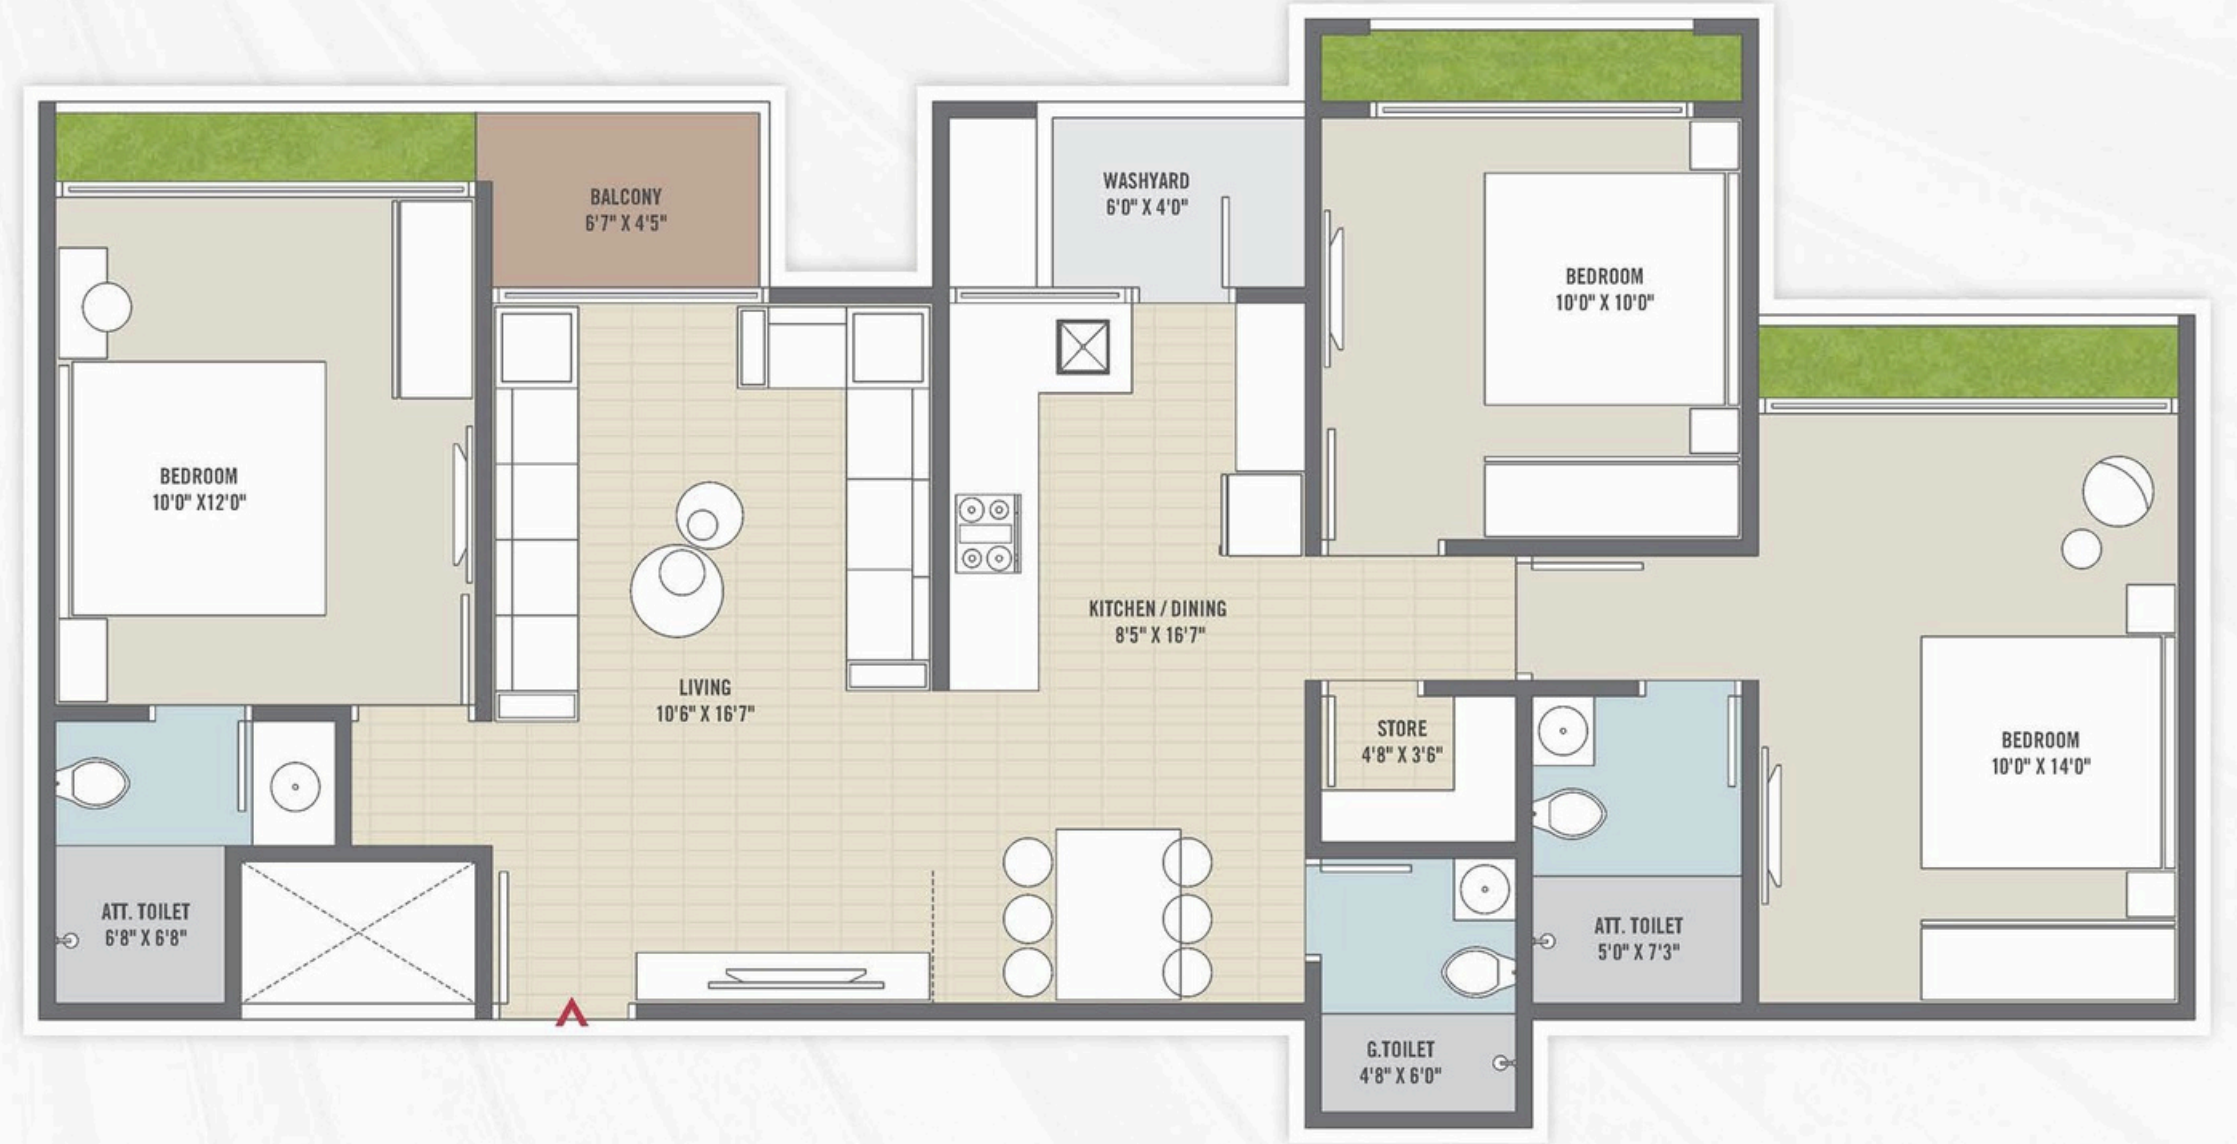 BALCONY
6'7" X 4'5"
WASHYARD
6'0" X 4'0"
BEDROOM
10'0" X 10'0"
BEDROOM
10'0" X12'0"
KITCHEN / DINING
8'5" X 16'7"
LIVING
10'6" X 16'7"
STORE
4'8" X 3'6"
BEDROOM
10'0" X 14'0"
ATT. TOILET
6'8" X 6'8"
ATT. TOILET
5'0" X 7'3"
G.TOILET
4'8" X 6'0"